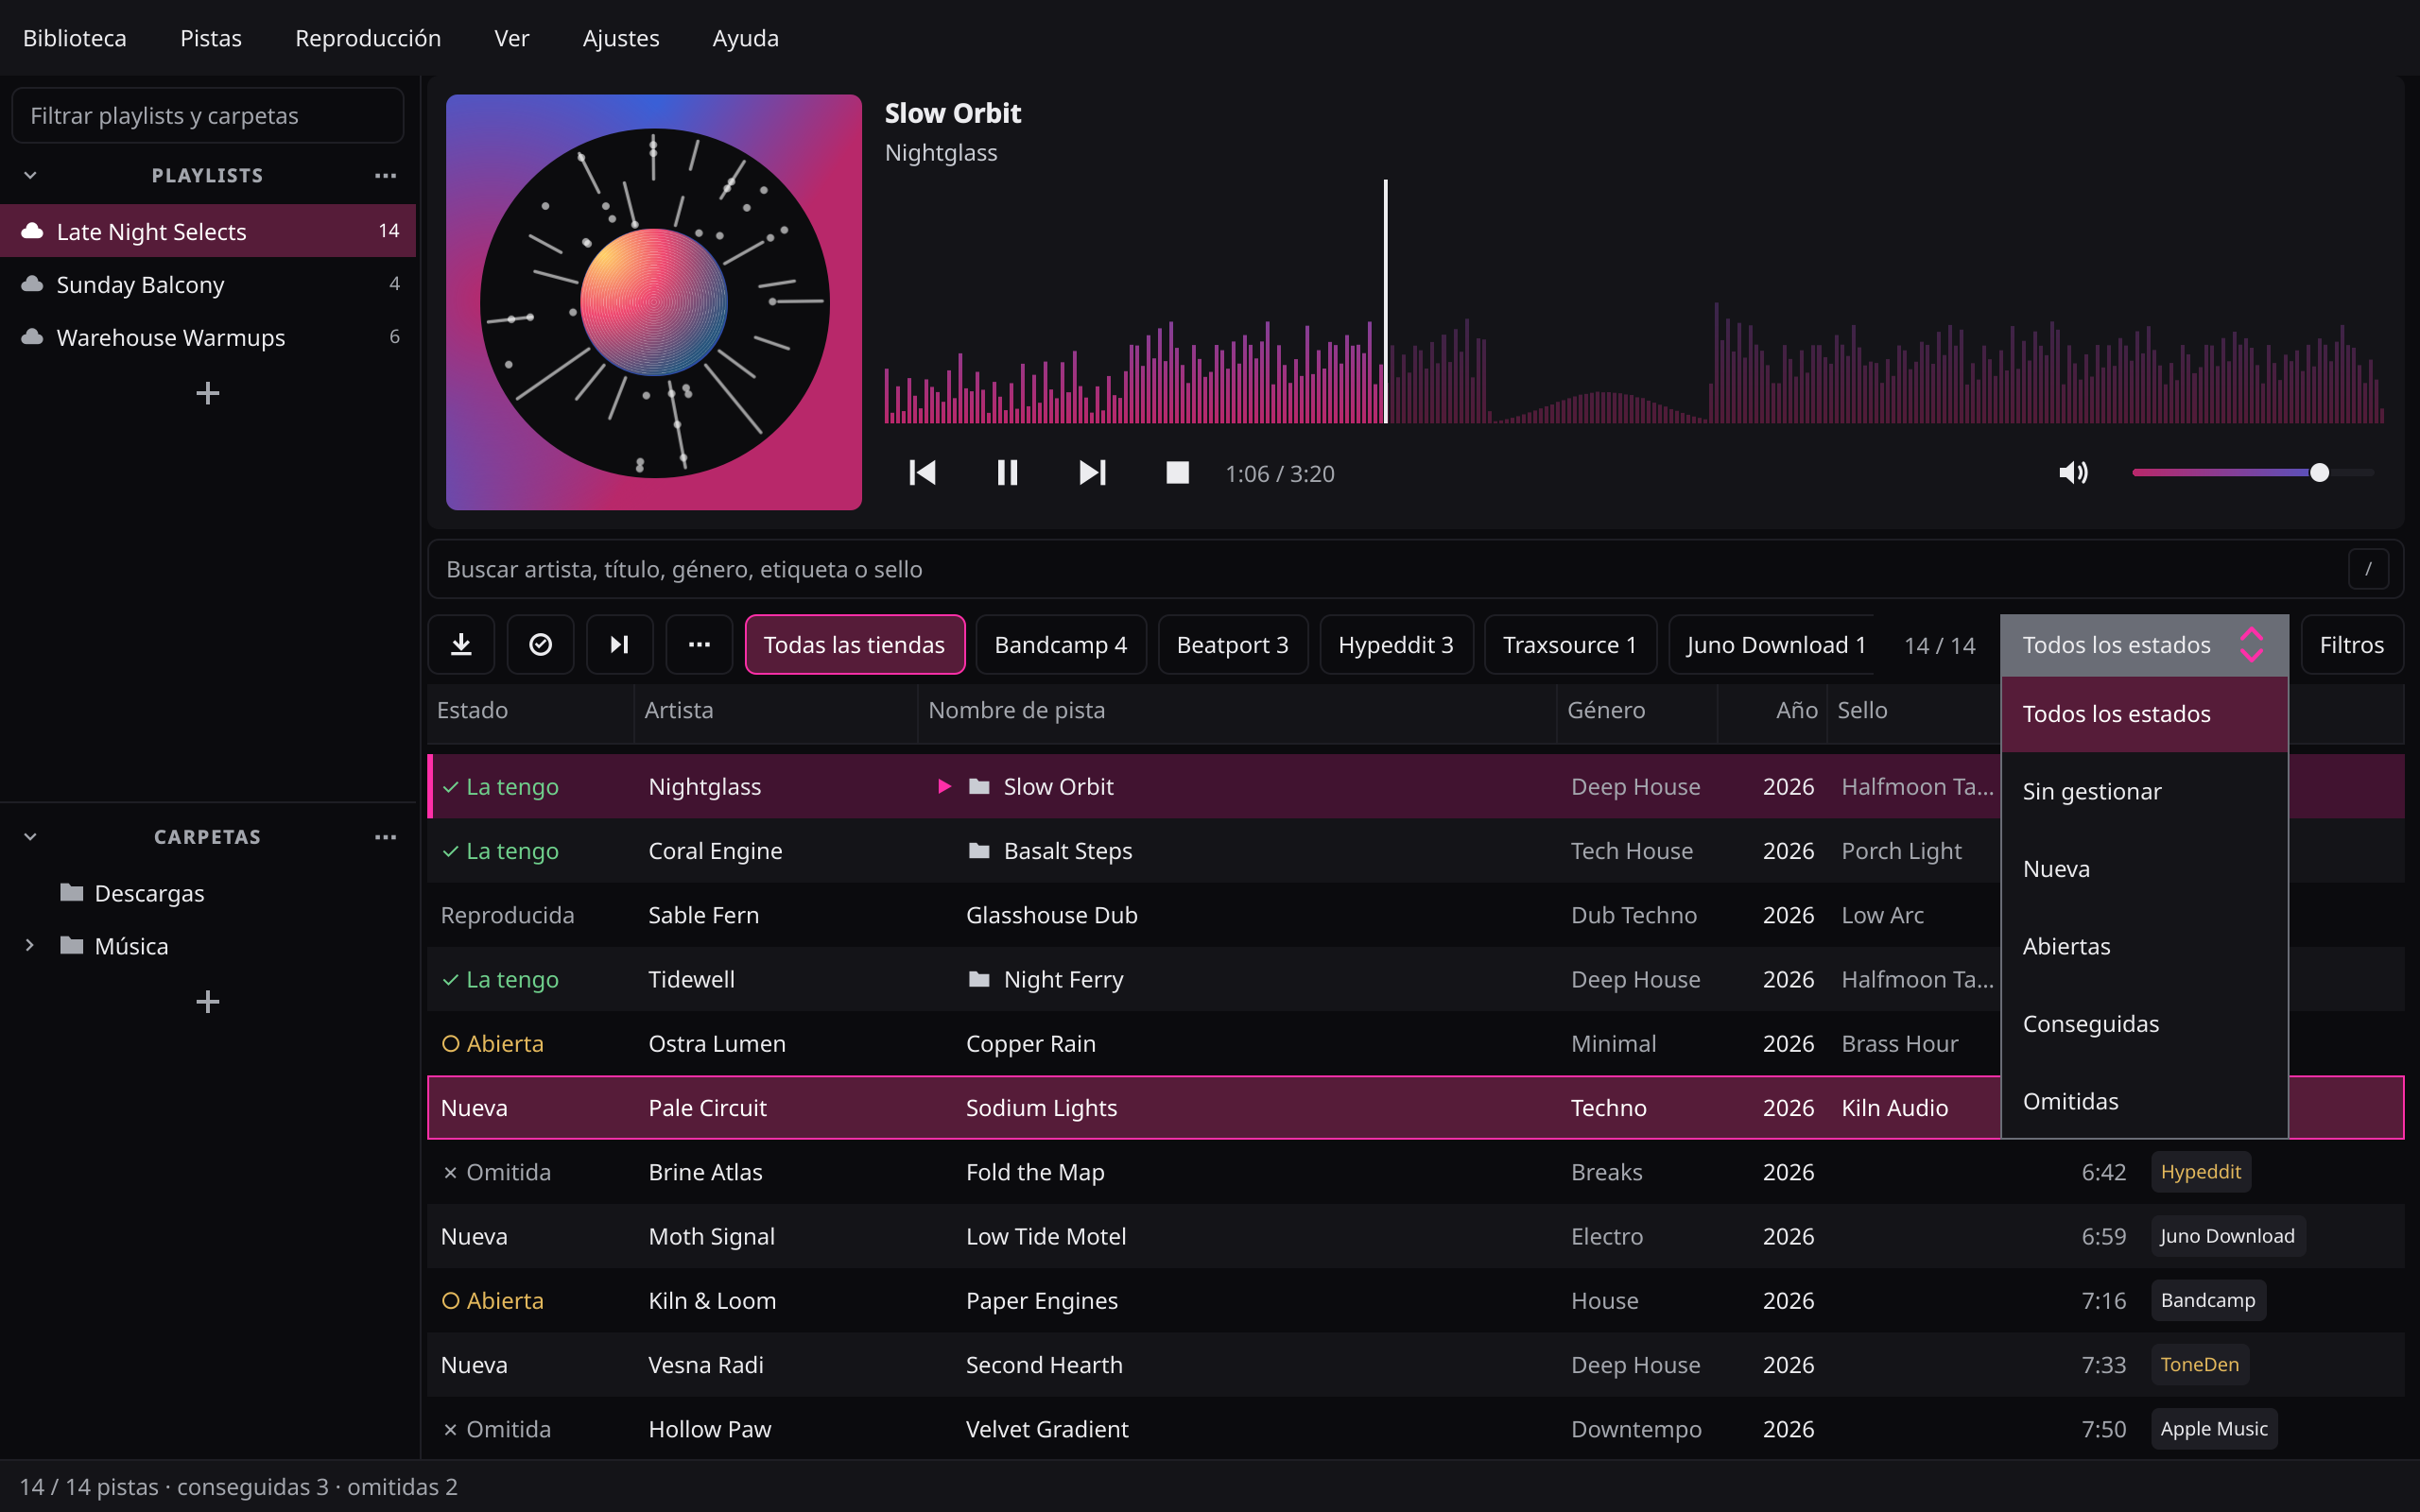 Biblioteca Pistas Reproducción Ver Ajustes Ayuda
Filtrar playlists y carpetas
PLAYLISTS
Late Night Selects 14
Sunday Balcony 4
Warehouse Warmups 6
CARPETAS
Descargas
Música
Slow Orbit
Nightglass
1:06 / 3:20
Buscar artista, título, género, etiqueta o sello /
Todas las tiendas Bandcamp 4 Beatport 3 Hypeddit 3 Traxsource 1 Juno Download 1 14 / 14 Todos los estados Filtros
Todos los estados
Sin gestionar
Nueva
Abiertas
Conseguidas
Omitidas
Estado Artista Nombre de pista Género Año Sello
La tengo Nightglass Slow Orbit Deep House 2026 Halfmoon Ta...
La tengo Coral Engine Basalt Steps Tech House 2026 Porch Light
Reproducida Sable Fern Glasshouse Dub Dub Techno 2026 Low Arc
La tengo Tidewell Night Ferry Deep House 2026 Halfmoon Ta...
Abierta Ostra Lumen Copper Rain Minimal 2026 Brass Hour
Nueva Pale Circuit Sodium Lights Techno 2026 Kiln Audio
Omitida Brine Atlas Fold the Map Breaks 2026 6:42 Hypeddit
Nueva Moth Signal Low Tide Motel Electro 2026 6:59 Juno Download
Abierta Kiln & Loom Paper Engines House 2026 7:16 Bandcamp
Nueva Vesna Radi Second Hearth Deep House 2026 7:33 ToneDen
Omitida Hollow Paw Velvet Gradient Downtempo 2026 7:50 Apple Music
14 / 14 pistas · conseguidas 3 · omitidas 2